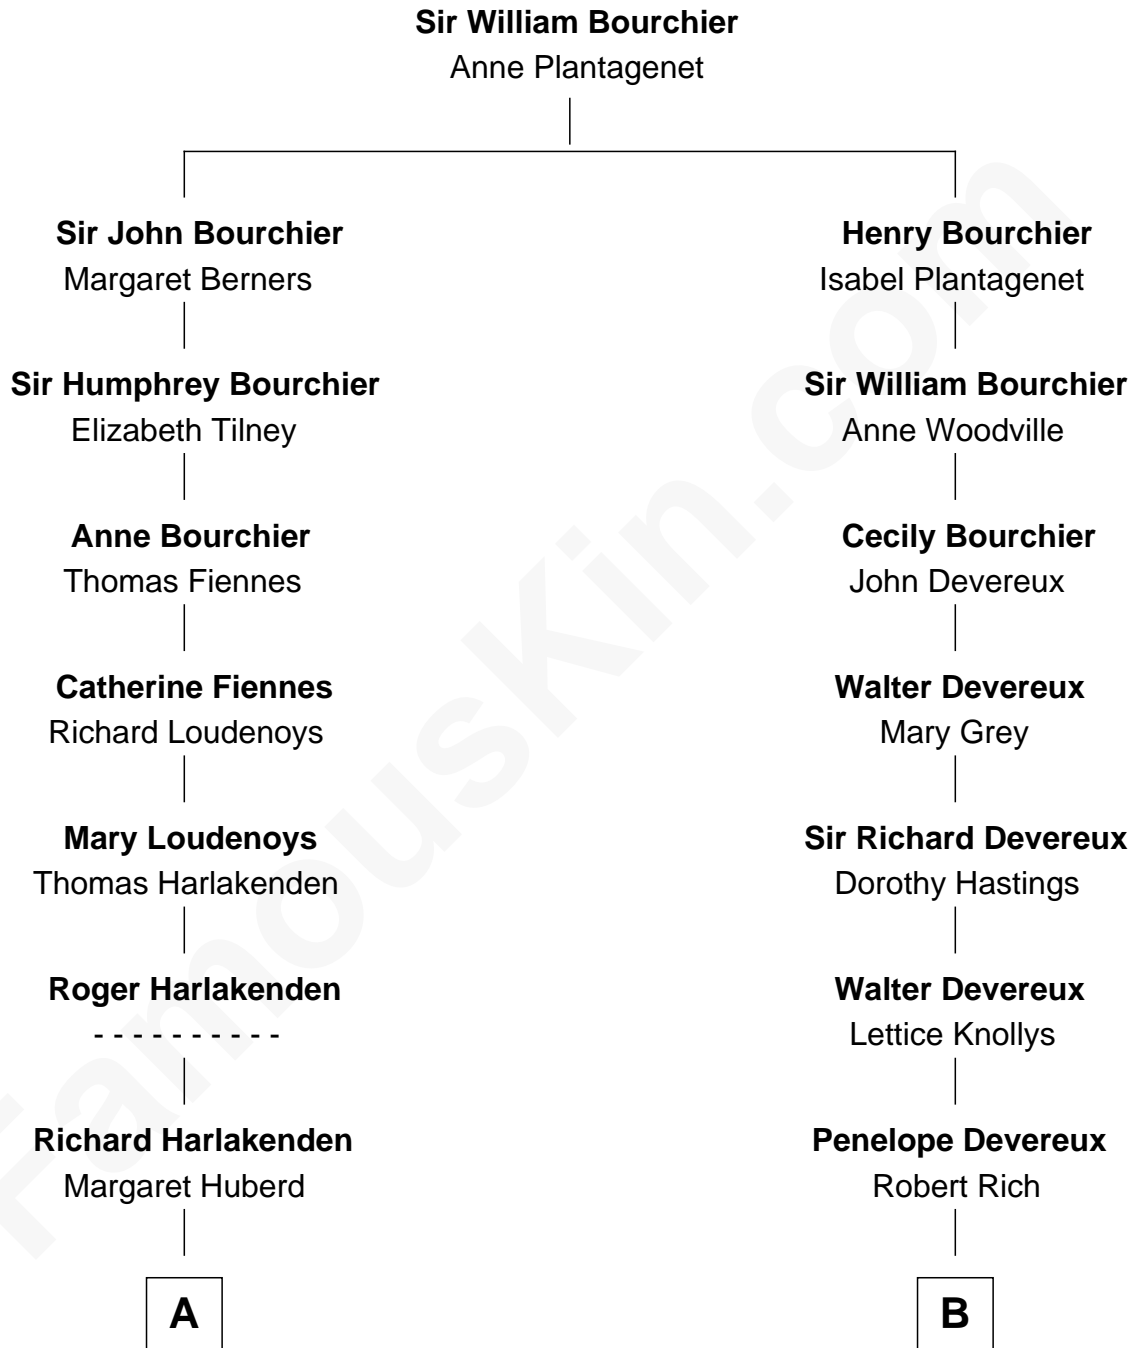 Sir William Bourchier
Anne Plantagenet
Sir John Bourchier
Margaret Berners
Henry Bourchier
Isabel Plantagenet
Sir Humphrey Bourchier
Elizabeth Tilney
Sir William Bourchier
Anne Woodville
Anne Bourchier
Thomas Fiennes
Cecily Bourchier
John Devereux
Catherine Fiennes
Richard Loudenoys
Walter Devereux
Mary Grey
Mary Loudenoys
Thomas Harlakenden
Sir Richard Devereux
Dorothy Hastings
Roger Harlakenden
- - - - - - - - - -
Walter Devereux
Lettice Knollys
Richard Harlakenden
Margaret Huberd
Penelope Devereux
Robert Rich
A
B
FamousKin.com